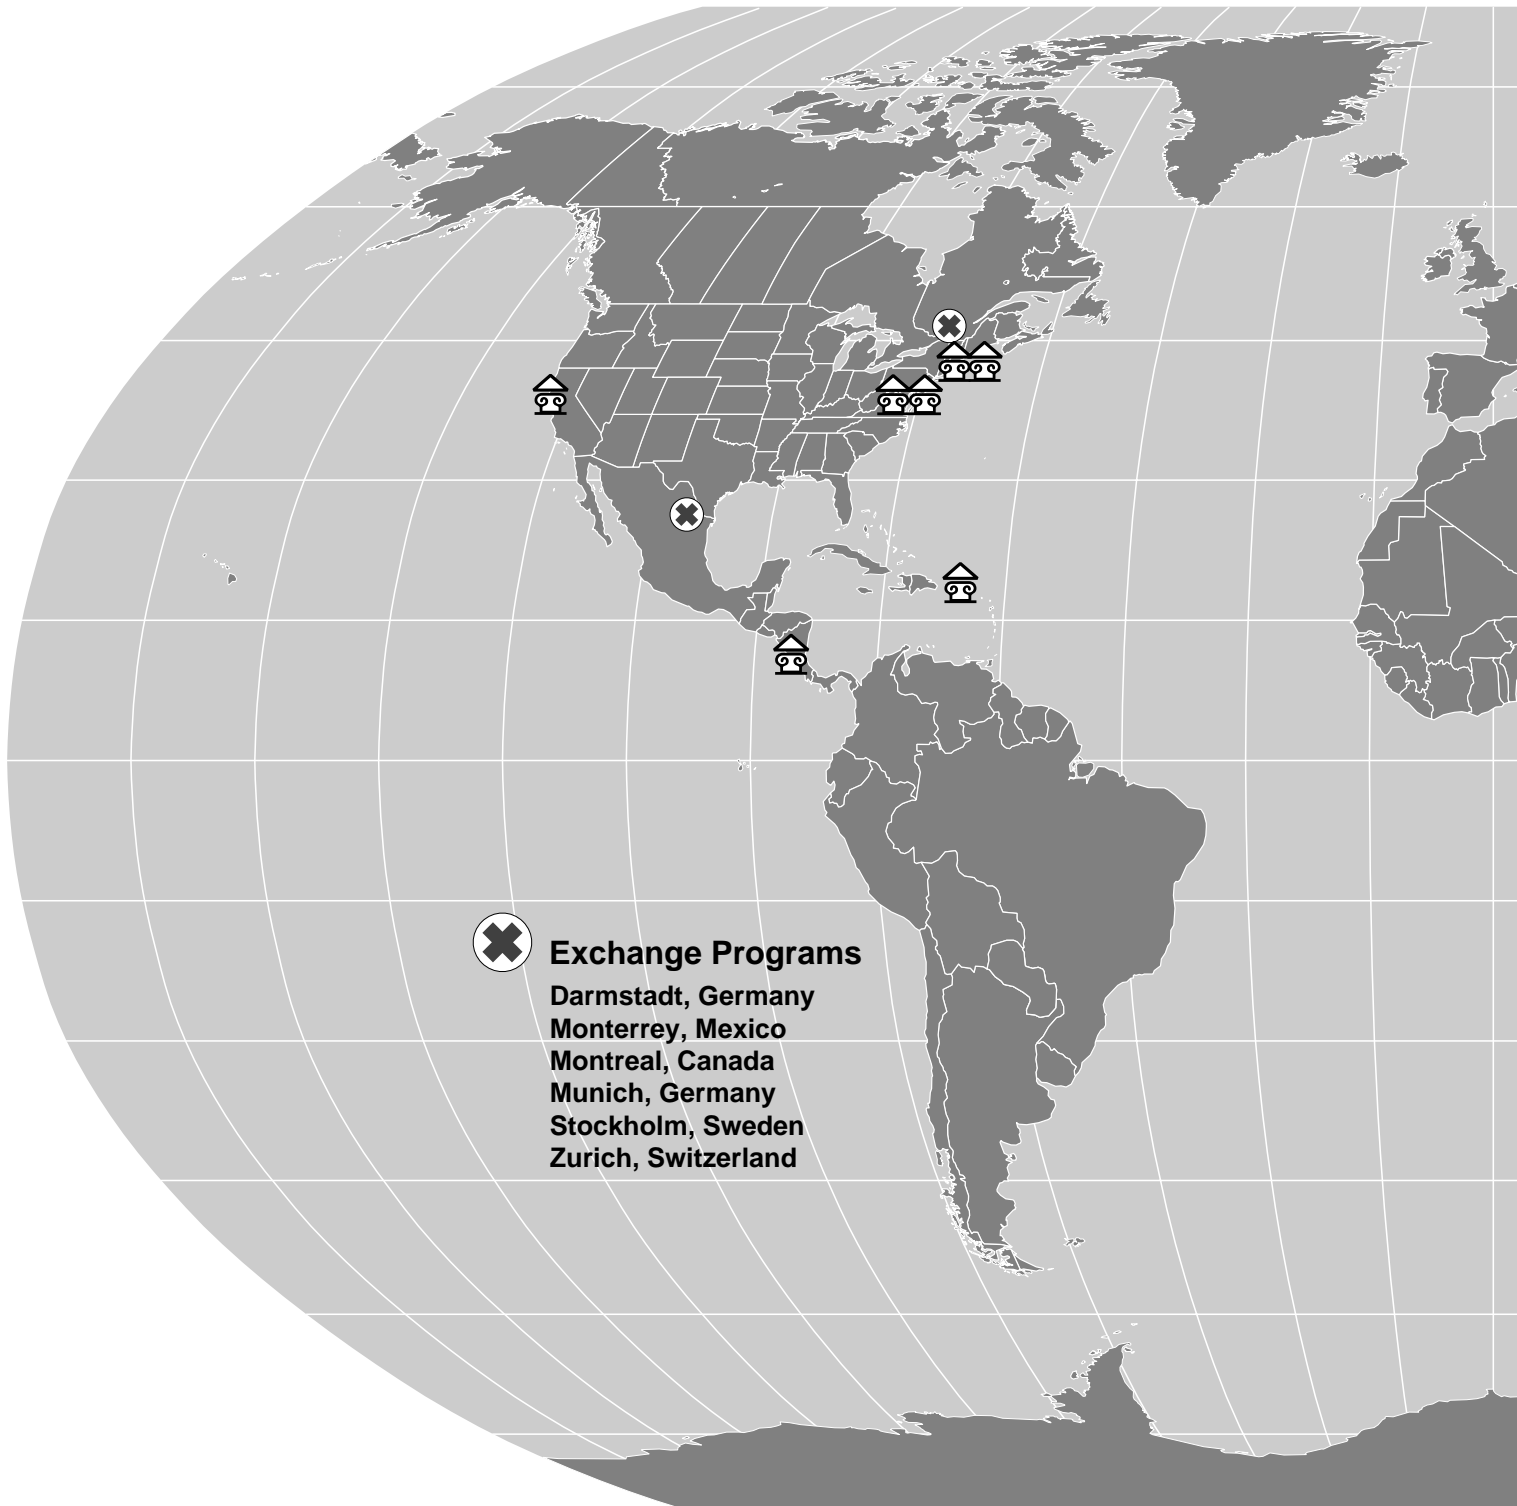 Exchange Programs
Darmstadt, Germany
Monterrey, Mexico
Montreal, Canada
Munich, Germany
Stockholm, Sweden
Zurich, Switzerland